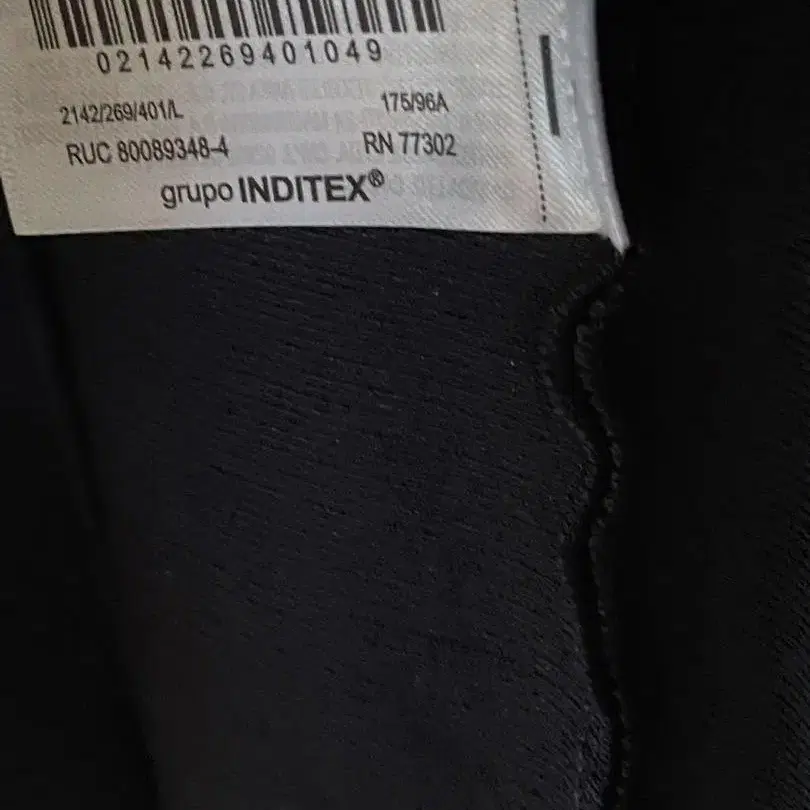 02142269401049
2142/269/401/L 175/96A
RUC 80089348-4 RN 77302
grupo INDITEX®